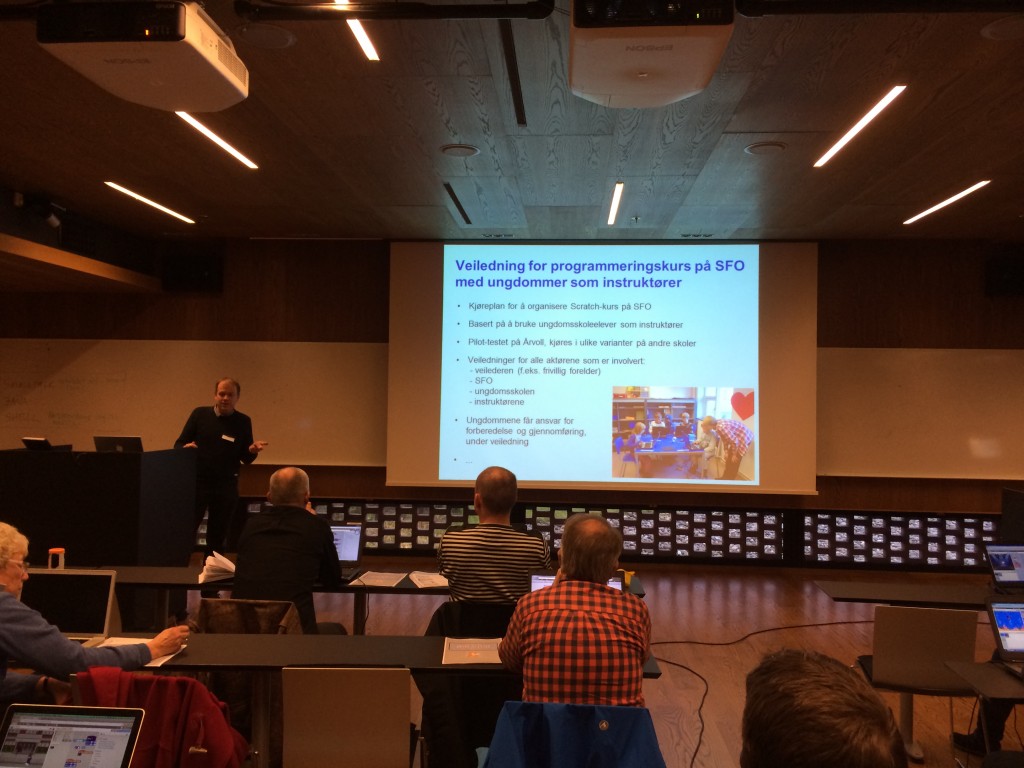 EPSON
EPSON
Veiledning for programmeringskurs på SFO
med ungdommer som instruktører
• Kjøreplan for å organisere Scratch-kurs på SFO
• Basert på å bruke ungdomsskoleelever som instruktører
• Pilot-testet på Årvoll, kjøres i ulike varianter på andre skoler
• Veiledninger for alle aktørene som er involvert:
- veilederen (f.eks. frivillig forelder)
- SFO
- ungdomsskolen
- instruktørene
• Ungdommene får ansvar for
forberedelse og gjennomføring,
under veiledning
• ...